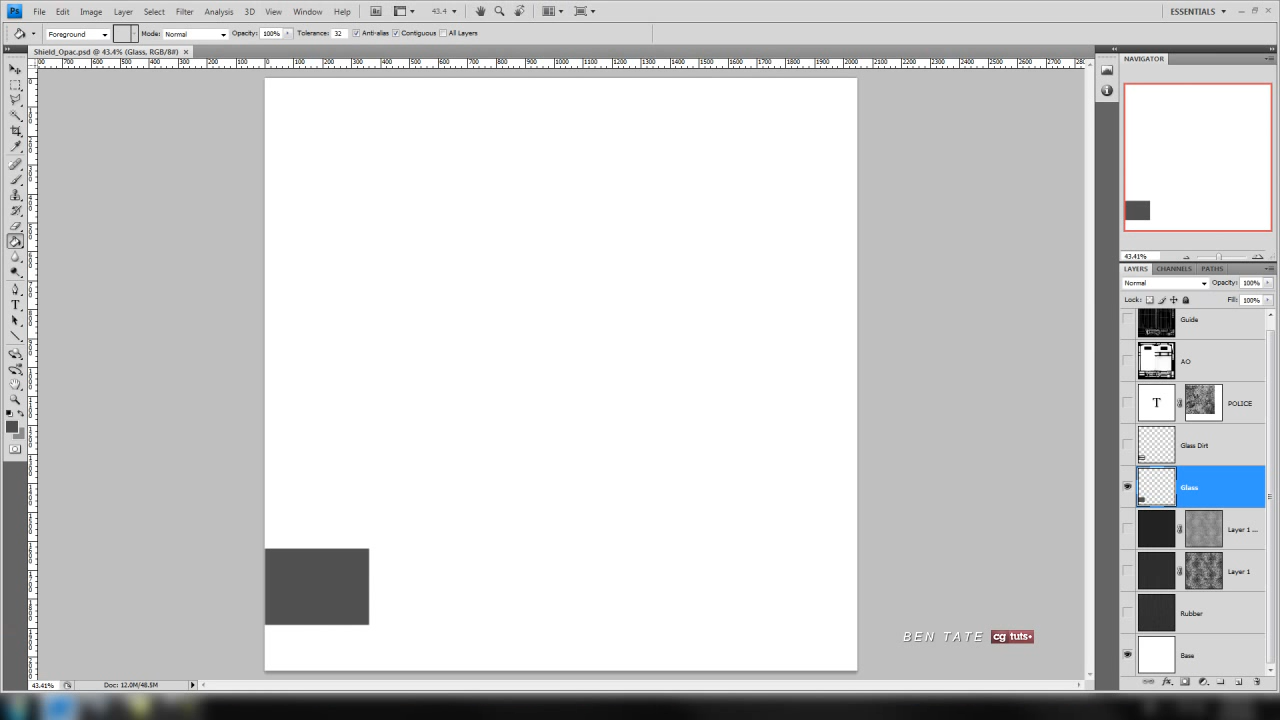 Ps File Edit Image Layer Select Filter Analysis 3D View Window Help 43.4 ESSENTIALS
Foreground Mode: Normal Opacity: 100% Tolerance: 32 Anti-alias Contiguous All Layers
Shield_Opac.psd @ 43.4% (Glass, RGB/8#)
NAVIGATOR
43.41%
LAYERS CHANNELS PATHS
Normal Opacity: 100%
Lock: Fill: 100%
Guide
AO
T POLICE
Glass Dirt
Glass
Layer 1 ...
Layer 1
Rubber
Base
BEN TATE cg tuts+
43.41% Doc: 12.0M/48.5M